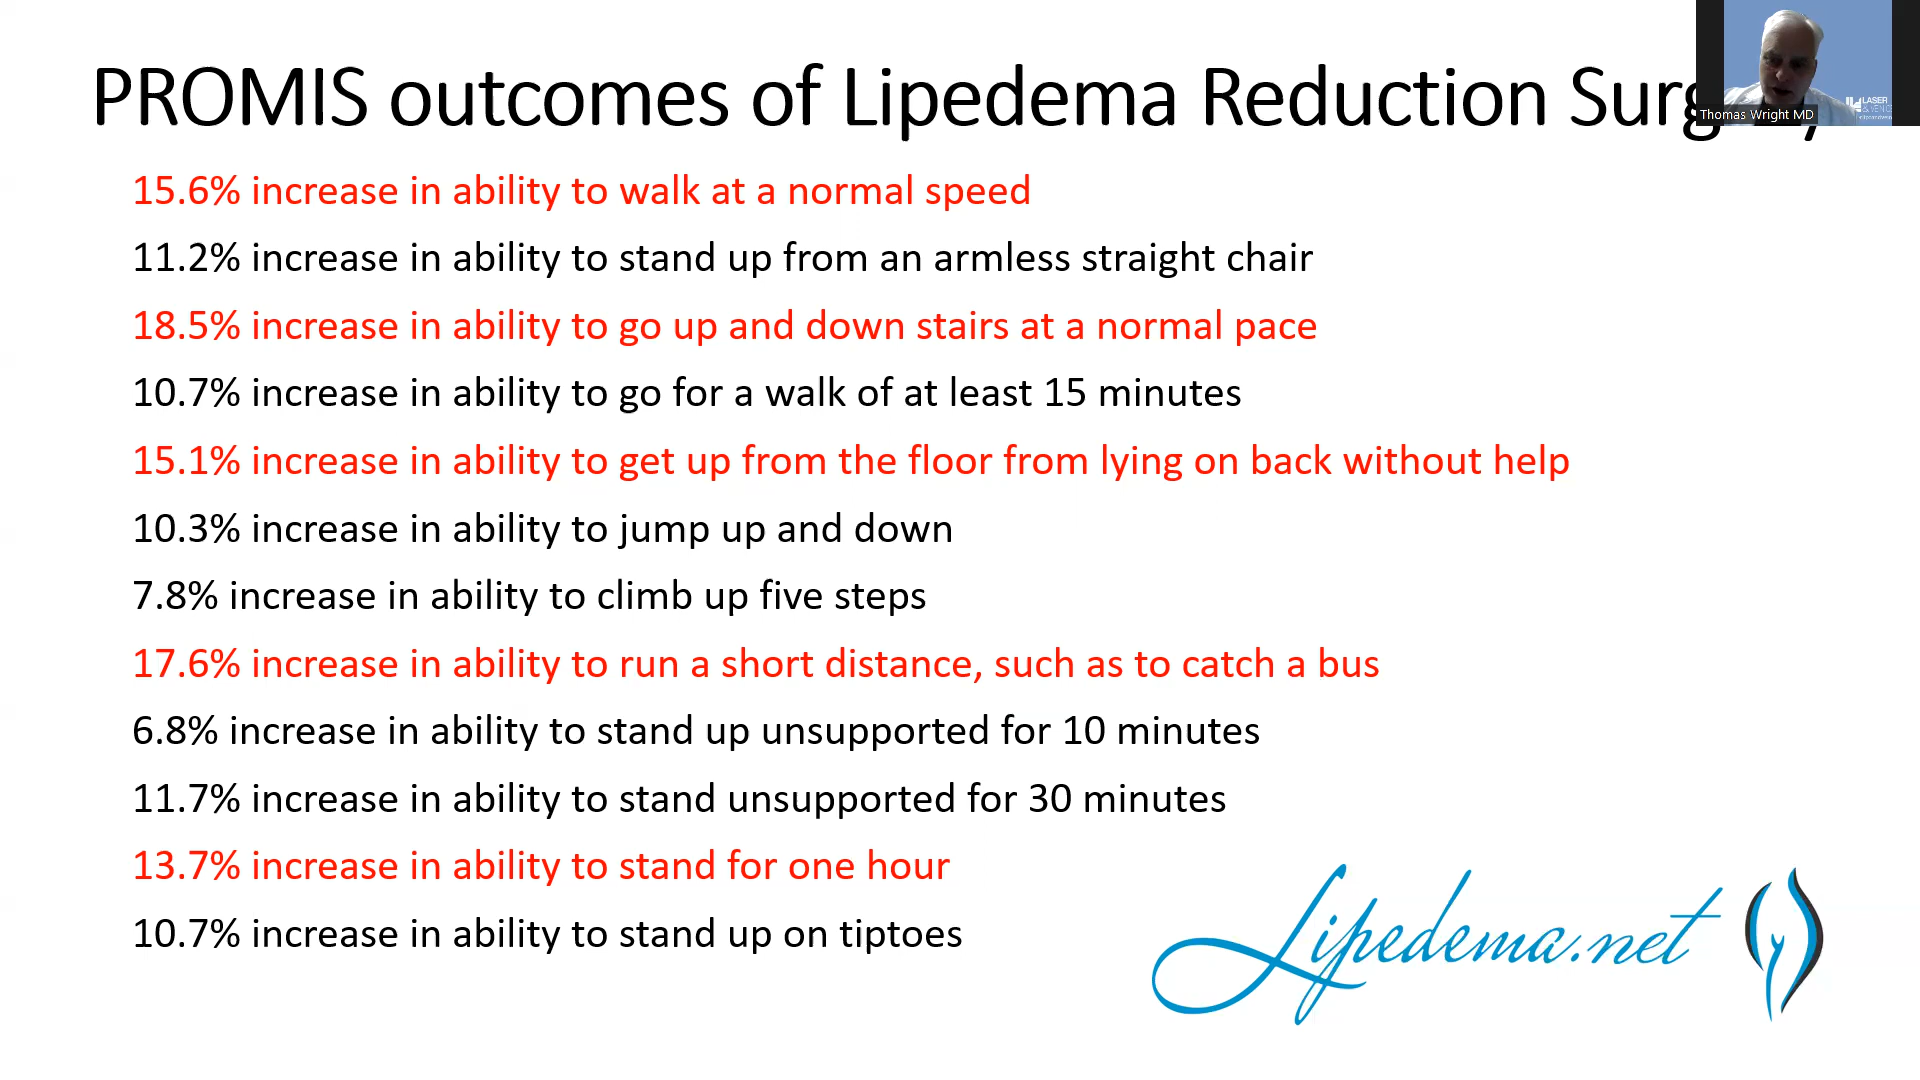 PROMIS outcomes of Lipedema Reduction
Thomas Wright MD
LASER
15.6% increase in ability to walk at a normal speed
11.2% increase in ability to stand up from an armless straight chair
18.5% increase in ability to go up and down stairs at a normal pace
10.7% increase in ability to go for a walk of at least 15 minutes
15.1% increase in ability to get up from the floor from lying on back without help
10.3% increase in ability to jump up and down
7.8% increase in ability to climb up five steps
17.6% increase in ability to run a short distance, such as to catch a bus
6.8% increase in ability to stand up unsupported for 10 minutes
11.7% increase in ability to stand unsupported for 30 minutes
13.7% increase in ability to stand for one hour
10.7% increase in ability to stand up on tiptoes
Lipedema.net